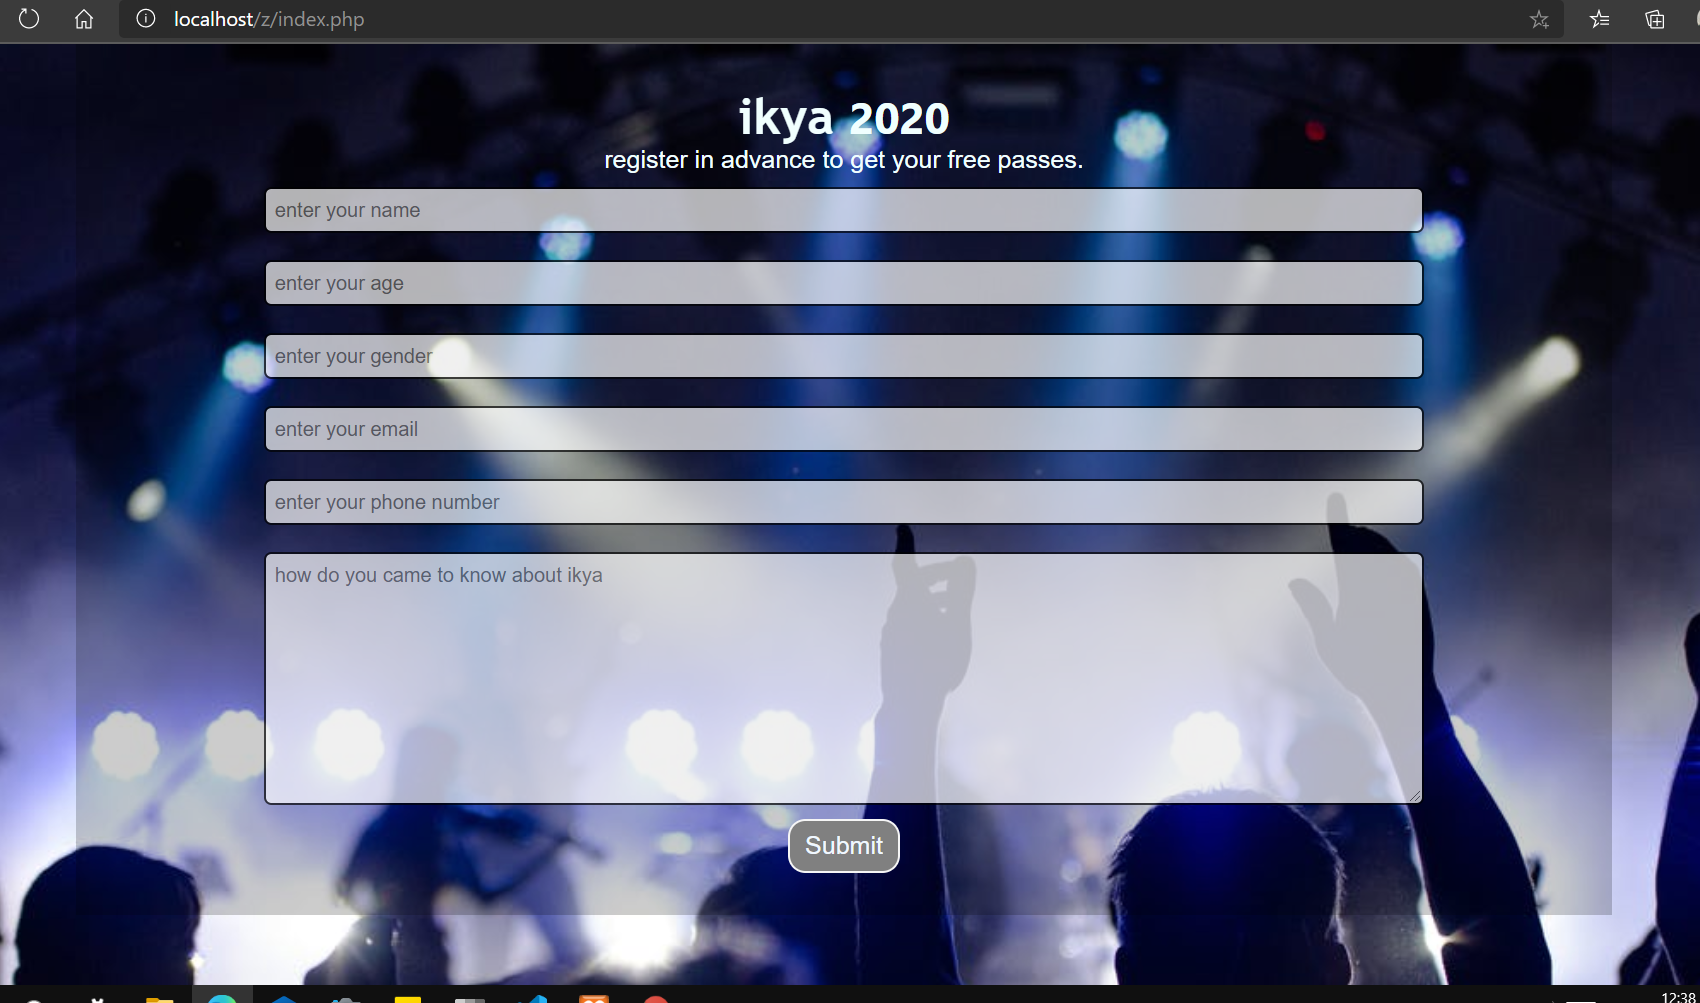 localhost/z/index.php
ikya 2020
register in advance to get your free passes.
enter your name
enter your age
enter your gender
enter your email
enter your phone number
how do you came to know about ikya
Submit
12:38